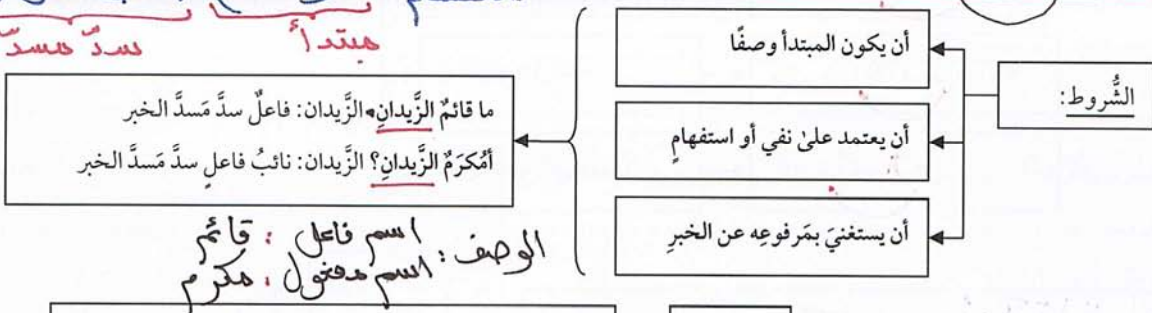 مبتدأ
سدّ مسدّ
الشُّروط:
أن يكون المبتدأ وصفًا
أن يعتمد علىٰ نفي أو استفهامٍ
أن يستغنيَ بمَرفوعِه عن الخبرِ
ما قائمٌ الزَّيدانِ، الزَّيدان: فاعلٌ سدَّ مَسدَّ الخبر
أمُكرَمٌ الزَّيدانِ؟ الزَّيدان: نائبُ فاعلٍ سدَّ مَسدَّ الخبر
الوصف: اسم فاعل : قائم
اسم مفعول : مكرم